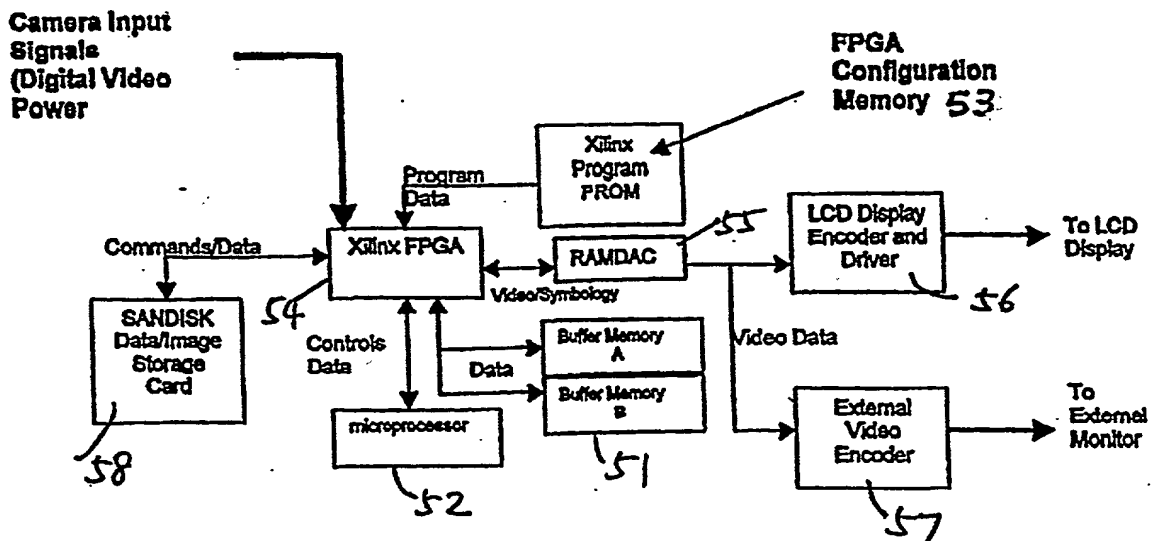 Camera Input
Signals
(Digital Video
Power
FPGA
Configuration
Memory 53
Xilinx
Program
PROM
Program
Data
55
Commands/Data
Xilinx FPGA
RAMDAC
LCD Display
Encoder and
Driver
To LCD
Display
54
Video/Symbology
56
SANDISK
Data/Image
Storage
Card
Controls
Data
Data
Buffer Memory
A
Buffer Memory
B
Video Data
microprocessor
External
Video
Encoder
To
External
Monitor
58
52
51
57